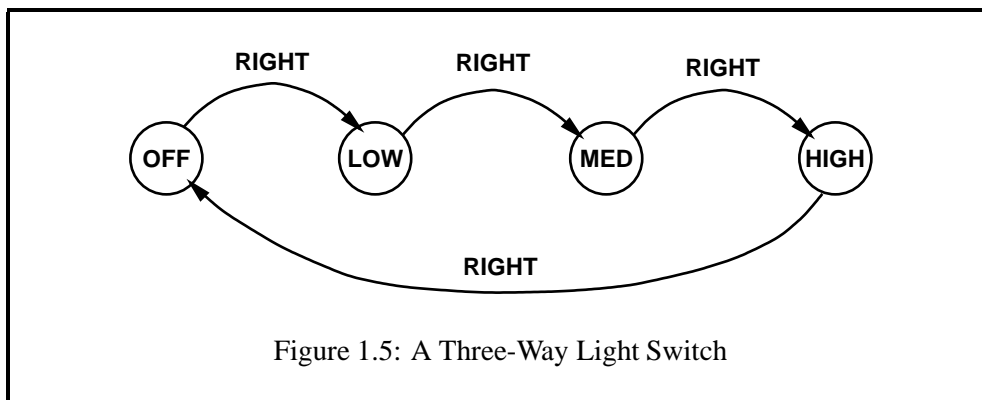 RIGHT
RIGHT
RIGHT
OFF
LOW
MED
HIGH
RIGHT
Figure 1.5: A Three-Way Light Switch